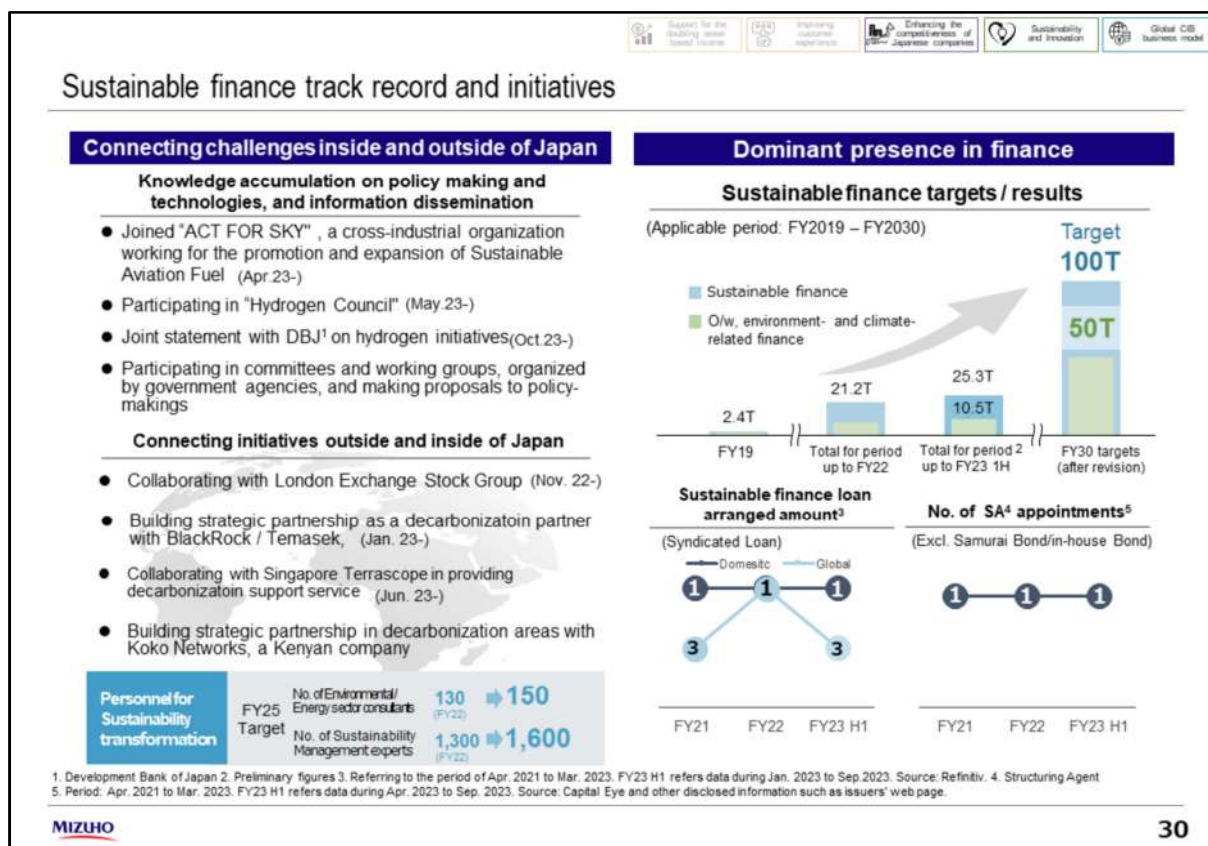 Support for the
doubling asset
based income
Improving
customer
experience
Enhancing the
competitiveness of
Japanese companies
Sustainability
and Innovation
Global CIB
business model
Sustainable finance track record and initiatives
Connecting challenges inside and outside of Japan
Knowledge accumulation on policy making and
technologies, and information dissemination
● Joined "ACT FOR SKY" , a cross-industrial organization
working for the promotion and expansion of Sustainable
Aviation Fuel (Apr.23-)
● Participating in "Hydrogen Council" (May.23-)
● Joint statement with DBJ¹ on hydrogen initiatives(Oct.23-)
● Participating in committees and working groups, organized
by government agencies, and making proposals to policy-
makings
Connecting initiatives outside and inside of Japan
● Collaborating with London Exchange Stock Group (Nov. 22-)
● Building strategic partnership as a decarbonizatoin partner
with BlackRock / Temasek, (Jan. 23-)
● Collaborating with Singapore Terrascope in providing
decarbonizatoin support service (Jun. 23-)
● Building strategic partnership in decarbonization areas with
Koko Networks, a Kenyan company
Personnel for
Sustainability
transformation
FY25
Target
No. of Environmental/
Energy sector consultants
130
(FY22)
150
No. of Sustainability
Management experts
1,300
(FY22)
1,600
Dominant presence in finance
Sustainable finance targets / results
(Applicable period: FY2019 – FY2030)
Target
100T
Sustainable finance
O/w, environment- and climate-
related finance
50T
2.4T
21.2T
25.3T
10.5T
FY19
Total for period
up to FY22
Total for period ²
up to FY23 1H
FY30 targets
(after revision)
Sustainable finance loan
arranged amount³
(Syndicated Loan)
Domesitc Global
1 1 1
3 3
FY21 FY22 FY23 H1
No. of SA⁴ appointments⁵
(Excl. Samurai Bond/in-house Bond)
1 1 1
FY21 FY22 FY23 H1
1. Development Bank of Japan 2. Preliminary figures 3. Referring to the period of Apr. 2021 to Mar. 2023. FY23 H1 refers data during Jan. 2023 to Sep.2023. Source: Refinitiv. 4. Structuring Agent
5. Period: Apr. 2021 to Mar. 2023. FY'23 H1 refers data during Apr. 2023 to Sep. 2023. Source: Capital Eye and other disclosed information such as issuers' web page.
MIZUHO
30